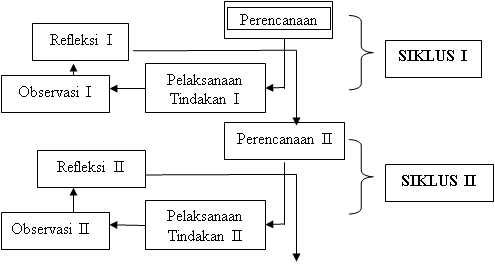 Perencanaan
Refleksi I
SIKLUS I
Pelaksanaan
Tindakan I
Observasi I
Perencanaan II
Refleksi II
SIKLUS II
Pelaksanaan
Tindakan II
Observasi II